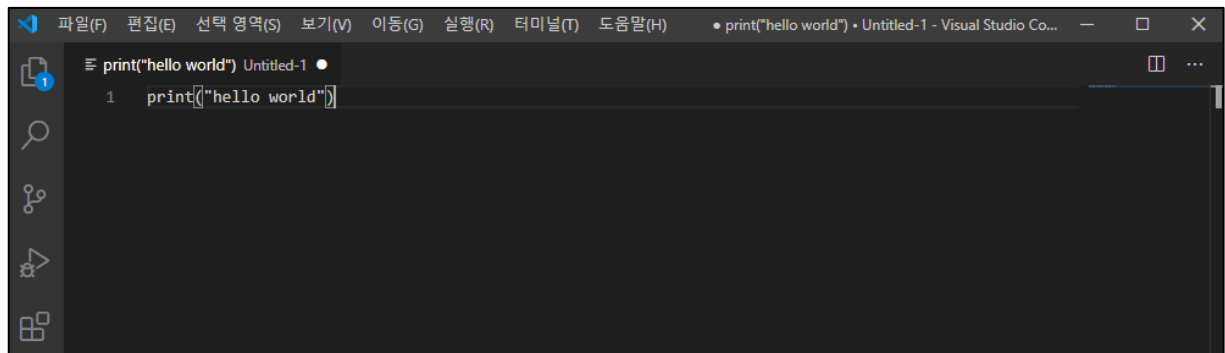 파일(F) 편집(E) 선택 영역(S) 보기(V) 이동(G) 실행(R) 터미널(T) 도움말(H) ● print("hello world") • Untitled-1 - Visual Studio Co...
print("hello world") Untitled-1 ●
1 print("hello world")
1